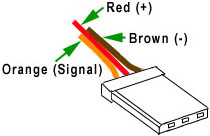 Red (+)
Brown (-)
Orange (Signal)